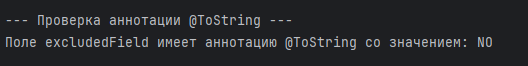 --- Проверка аннотации @ToString ---
Поле excludedField имеет аннотацию @ToString со значением: NO